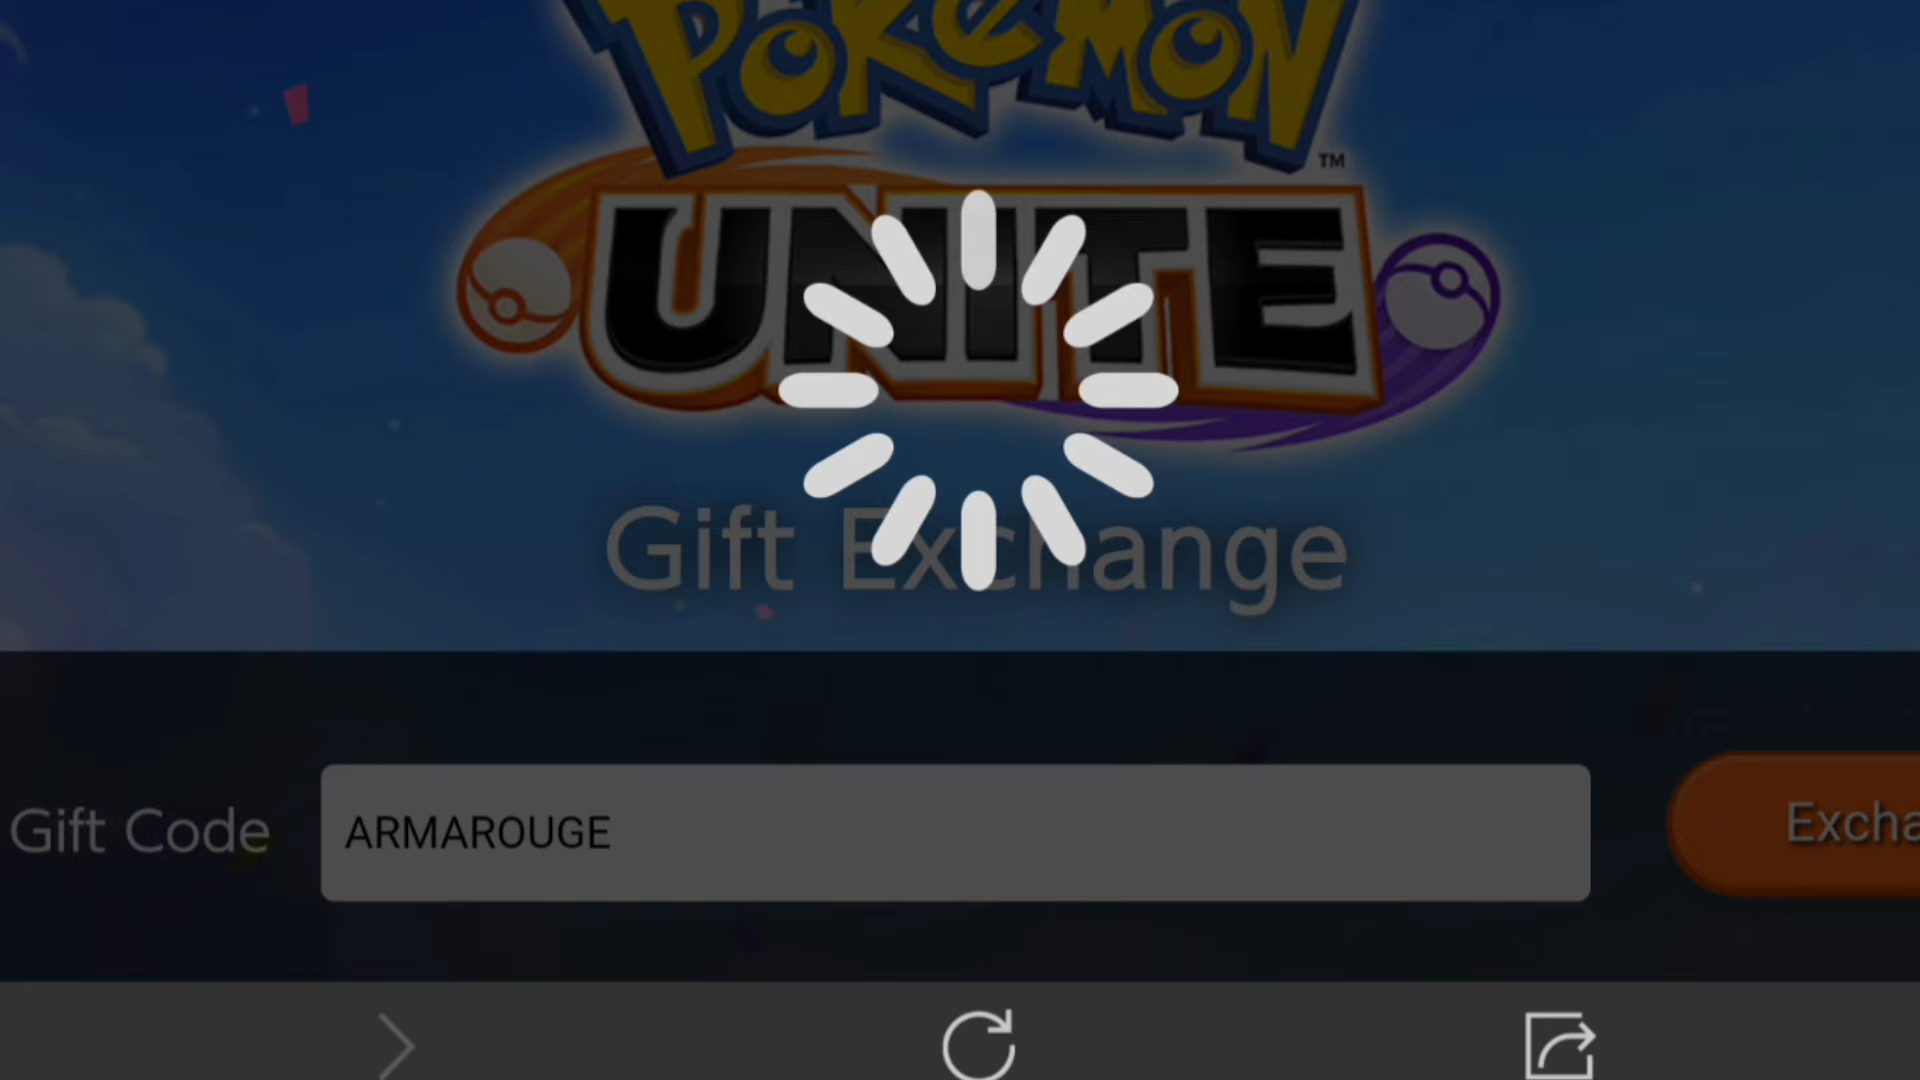 POKéMON
TM
UNITE
Gift Exchange
Gift Code
ARMAROUGE
Excha